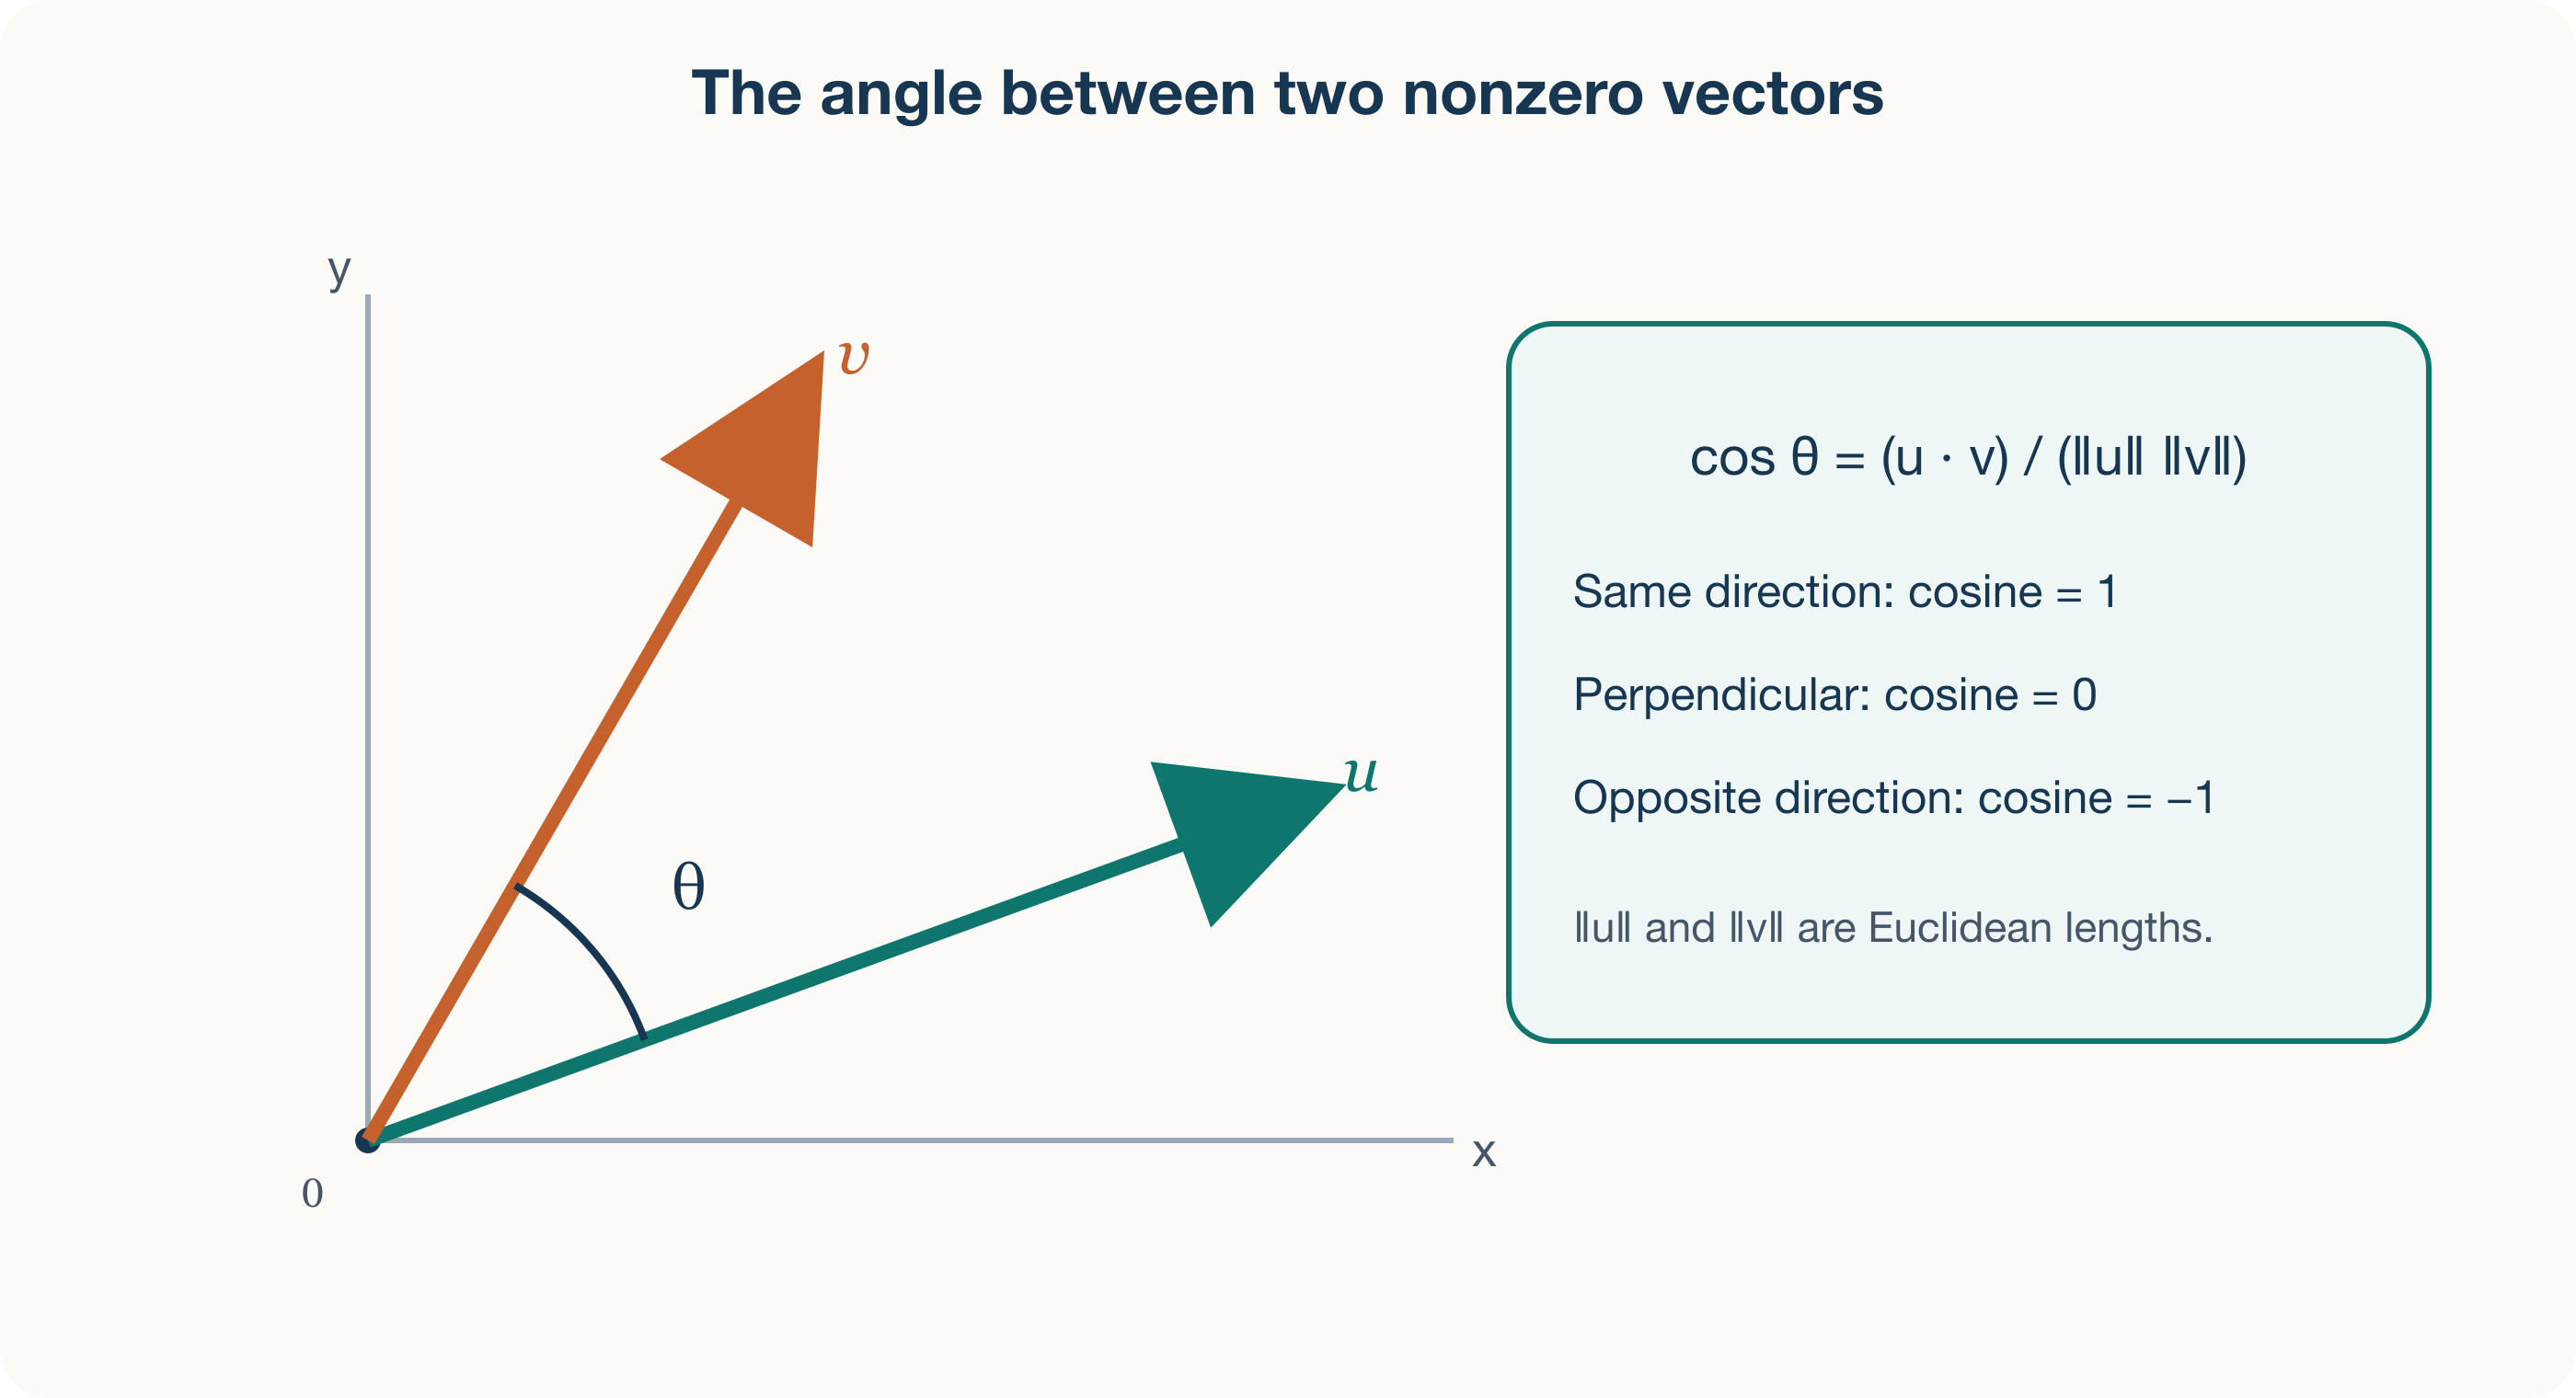 The angle between two nonzero vectors
y
v
u
θ
x
0
cos θ = (u · v) / (‖u‖ ‖v‖)
Same direction: cosine = 1
Perpendicular: cosine = 0
Opposite direction: cosine = −1
‖u‖ and ‖v‖ are Euclidean lengths.